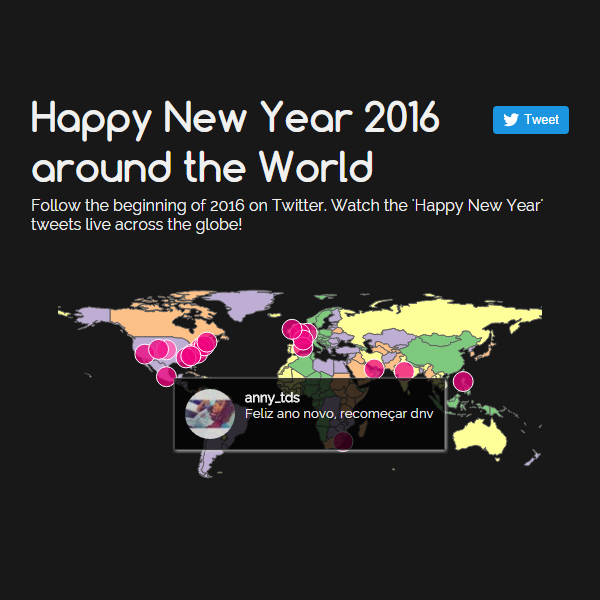 Happy New Year 2016
around the World
Tweet
Follow the beginning of 2016 on Twitter. Watch the 'Happy New Year'
tweets live across the globe!
anny_tds
Feliz ano novo, recomeçar dnv